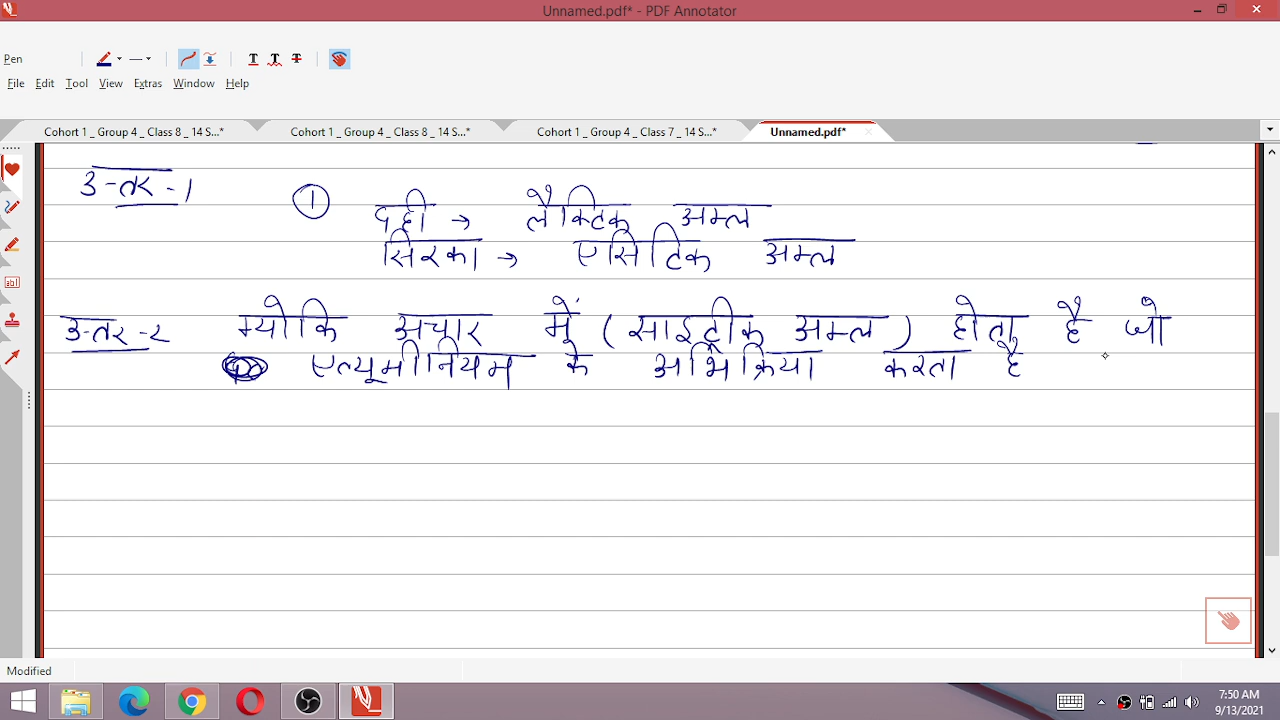 Unnamed.pdf* - PDF Annotator
Pen
T T T
File Edit Tool View Extras Window Help
Cohort 1 _ Group 4 _ Class 8 _ 14 S...* Cohort 1 _ Group 4 _ Class 8 _ 14 S...* Cohort 1 _ Group 4 _ Class 7 _ 14 S...* Unnamed.pdf*
उत्तर-1 ① दही → लैक्टिक अम्ल
सिरका → एसिटिक अम्ल
उत्तर-2 क्योकि अचार में (साइट्रीक अम्ल) होता है जो
एल्यूमीनियम के अभिक्रिया करता है
Modified
7:50 AM
9/13/2021